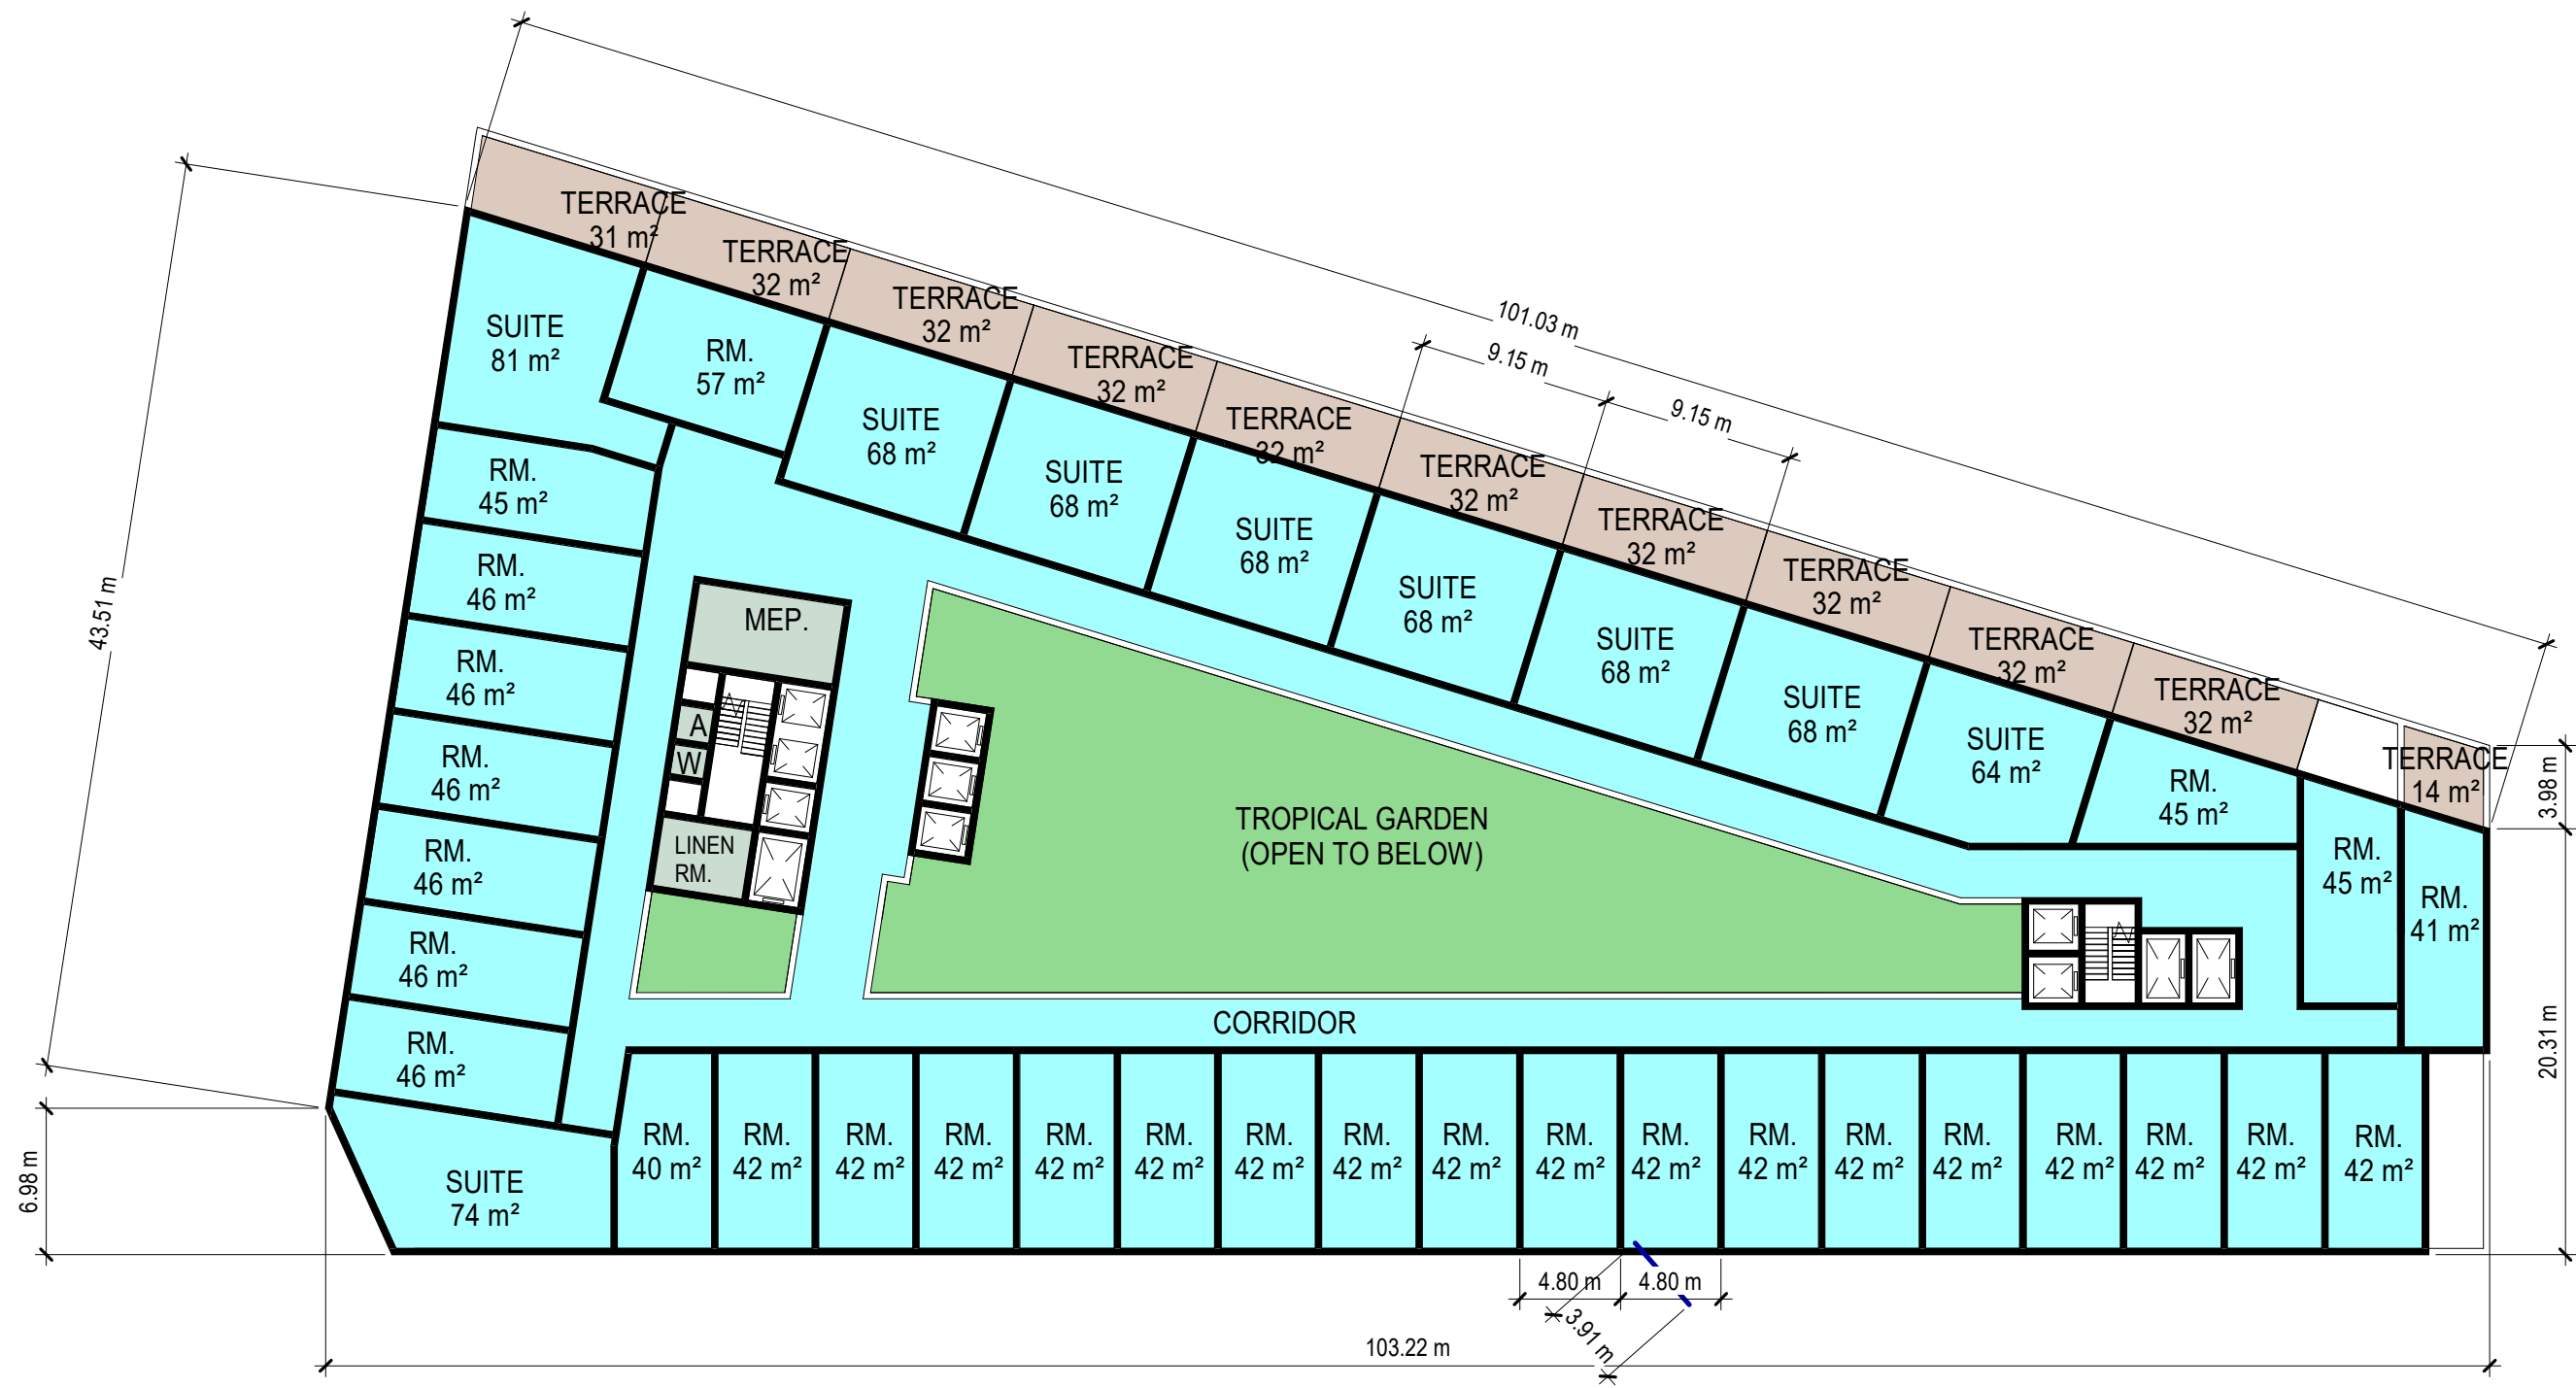 TERRACE
31 m²
TERRACE
32 m²
TERRACE
32 m²
TERRACE
32 m²
TERRACE
32 m²
TERRACE
32 m²
TERRACE
32 m²
TERRACE
32 m²
TERRACE
32 m²
TERRACE
32 m²
TERRACE
14 m²
101.03 m
9.15 m
9.15 m
43.51 m
SUITE
81 m²
RM.
57 m²
SUITE
68 m²
SUITE
68 m²
SUITE
68 m²
SUITE
68 m²
SUITE
68 m²
SUITE
68 m²
SUITE
64 m²
RM.
45 m²
RM.
45 m²
RM.
41 m²
3.98 m
20.31 m
RM.
45 m²
RM.
46 m²
RM.
46 m²
RM.
46 m²
RM.
46 m²
RM.
46 m²
RM.
46 m²
MEP.
A
W
LINEN
RM.
TROPICAL GARDEN
(OPEN TO BELOW)
CORRIDOR
6.98 m
SUITE
74 m²
RM.
40 m²
RM.
42 m²
RM.
42 m²
RM.
42 m²
RM.
42 m²
RM.
42 m²
RM.
42 m²
RM.
42 m²
RM.
42 m²
RM.
42 m²
RM.
42 m²
RM.
42 m²
RM.
42 m²
RM.
42 m²
RM.
42 m²
RM.
42 m²
RM.
42 m²
RM.
42 m²
4.80 m
4.80 m
3.91 m
103.22 m